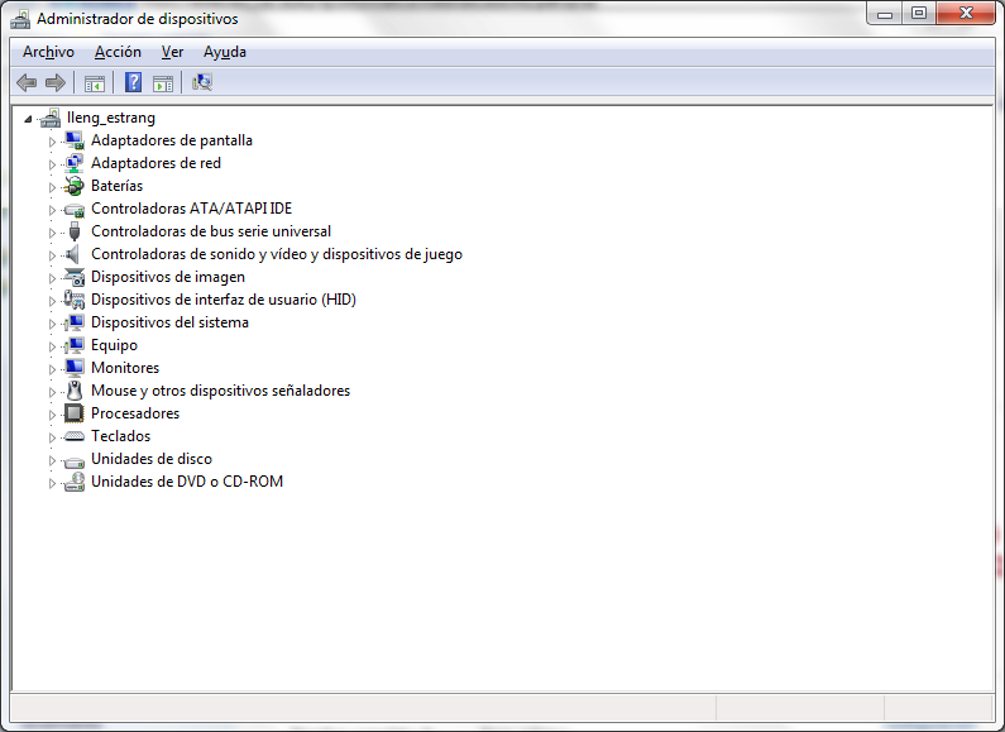 Administrador de dispositivos
Archivo Acción Ver Ayuda
lleng_estrang
Adaptadores de pantalla
Adaptadores de red
Baterías
Controladoras ATA/ATAPI IDE
Controladoras de bus serie universal
Controladoras de sonido y vídeo y dispositivos de juego
Dispositivos de imagen
Dispositivos de interfaz de usuario (HID)
Dispositivos del sistema
Equipo
Monitores
Mouse y otros dispositivos señaladores
Procesadores
Teclados
Unidades de disco
Unidades de DVD o CD-ROM